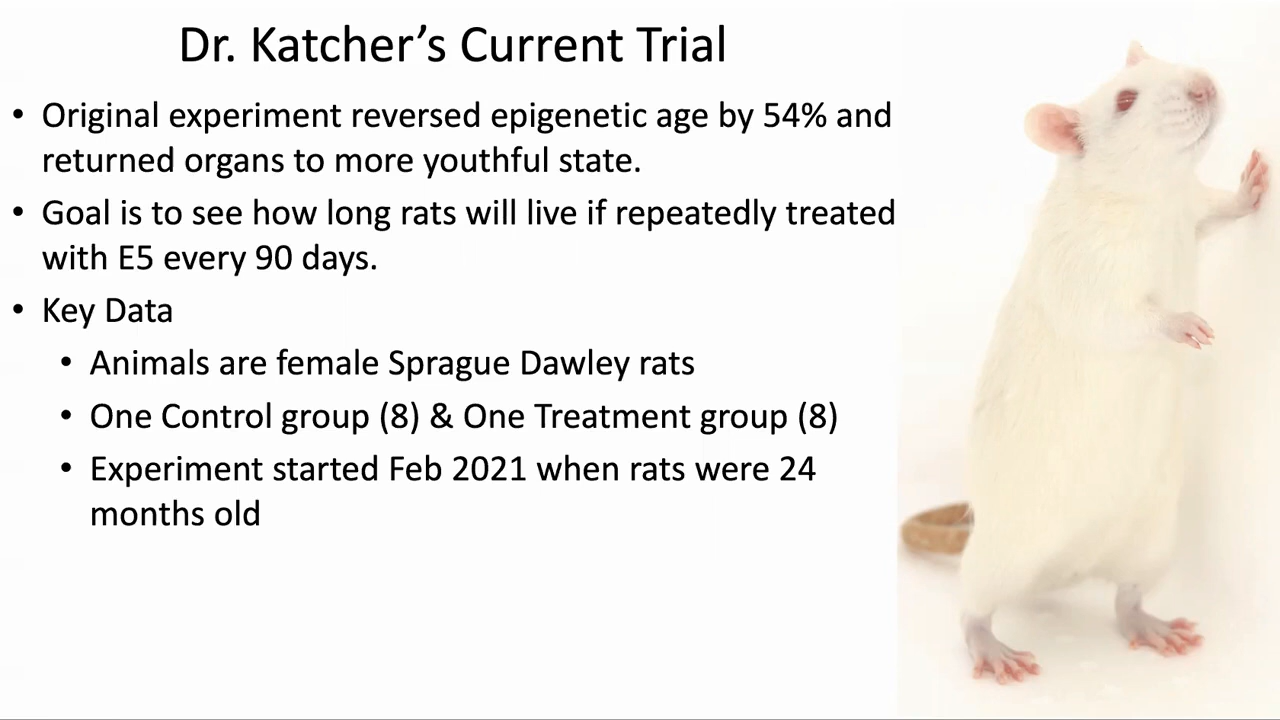 Dr. Katcher’s Current Trial
• Original experiment reversed epigenetic age by 54% and
returned organs to more youthful state.
• Goal is to see how long rats will live if repeatedly treated
with E5 every 90 days.
• Key Data
• Animals are female Sprague Dawley rats
• One Control group (8) & One Treatment group (8)
• Experiment started Feb 2021 when rats were 24
months old